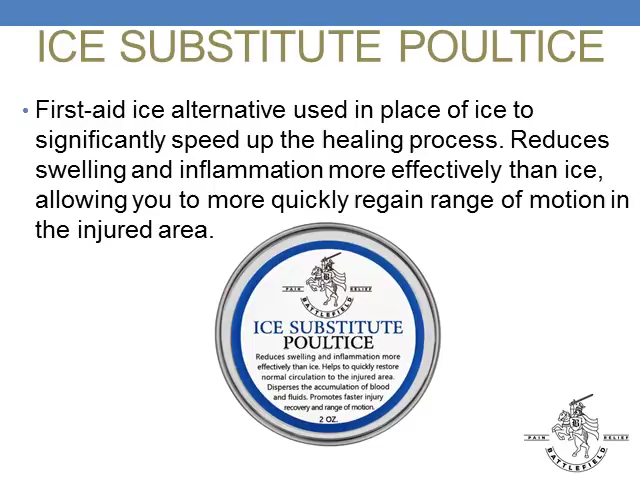 ICE SUBSTITUTE POULTICE
• First-aid ice alternative used in place of ice to
significantly speed up the healing process. Reduces
swelling and inflammation more effectively than ice,
allowing you to more quickly regain range of motion in
the injured area.
PAIN RELIEF
BATTLEFIELD
ICE SUBSTITUTE
POULTICE
Reduces swelling and inflammation more
effectively than ice. Helps to quickly restore
normal circulation to the injured area.
Disperses the accumulation of blood
and fluids. Promotes faster injury
recovery and range of motion.
2 OZ.
B
PAIN RELIEF
BATTLEFIELD